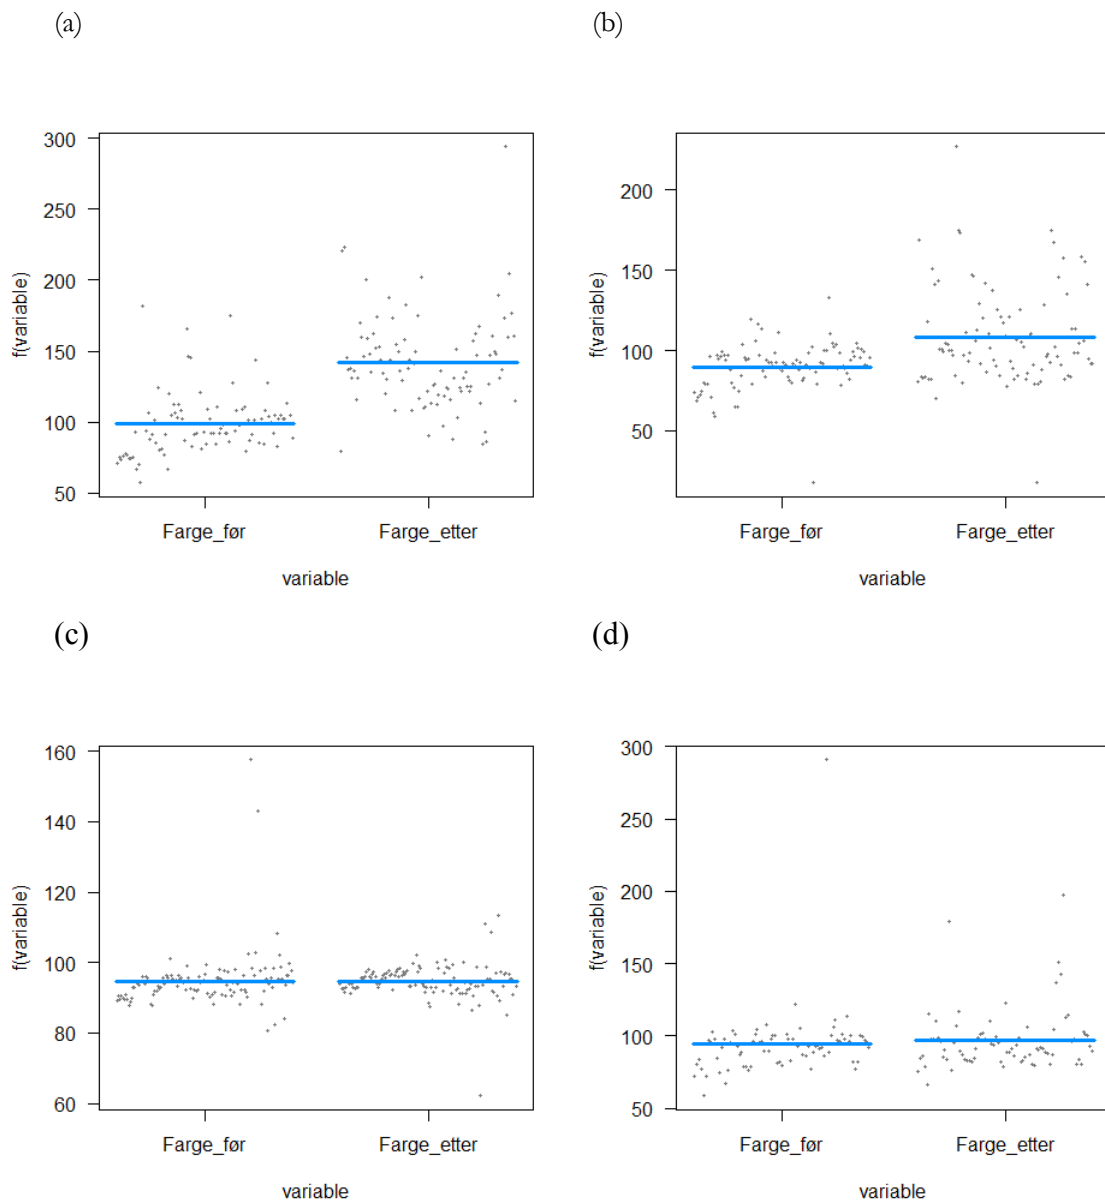 (a)
300
250
200
150
100
50
f(variable)
Farge_før
Farge_etter
variable
(b)
200
150
100
50
f(variable)
Farge_før
Farge_etter
variable
(c)
160
140
120
100
80
60
f(variable)
Farge_før
Farge_etter
variable
(d)
300
250
200
150
100
50
f(variable)
Farge_før
Farge_etter
variable